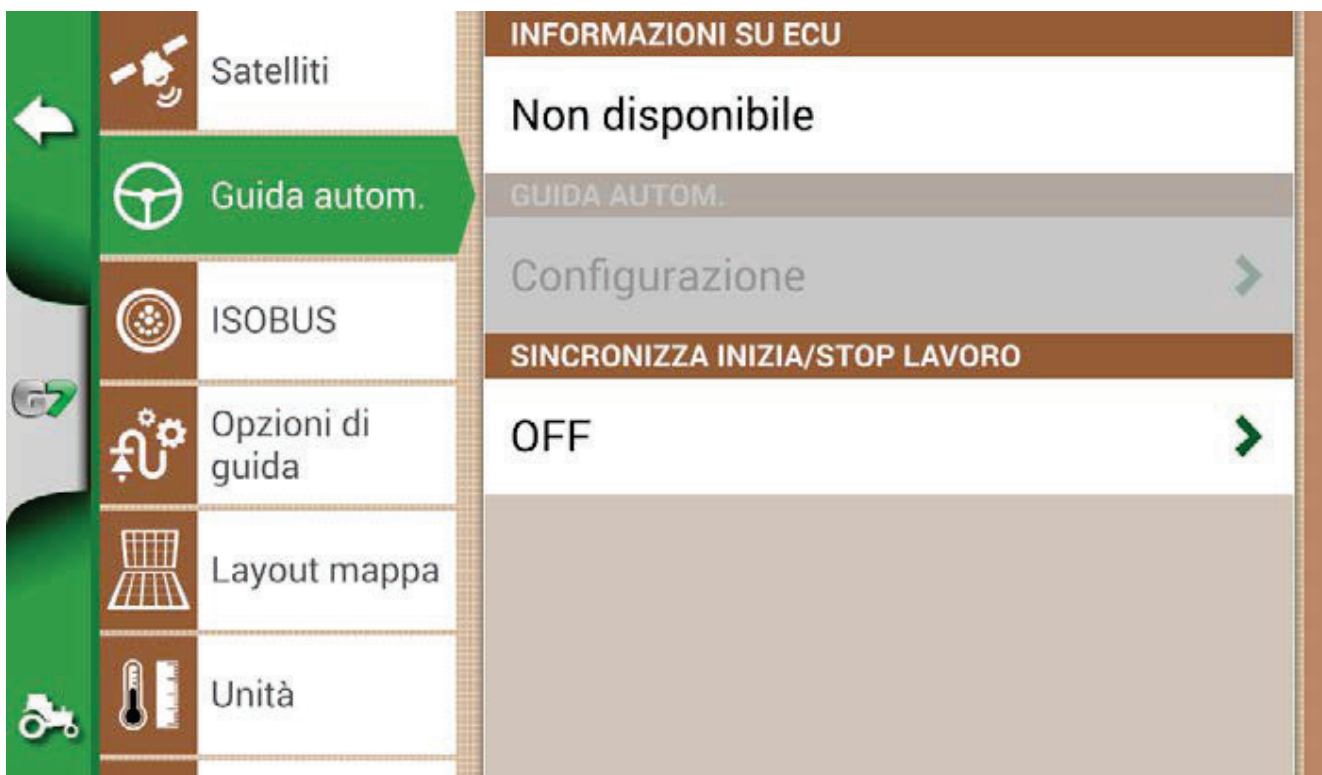 Satelliti
Guida autom.
ISOBUS
G7
Opzioni di
guida
Layout mappa
Unità
INFORMAZIONI SU ECU
Non disponibile
GUIDA AUTOM.
Configurazione
SINCRONIZZA INIZIA/STOP LAVORO
OFF